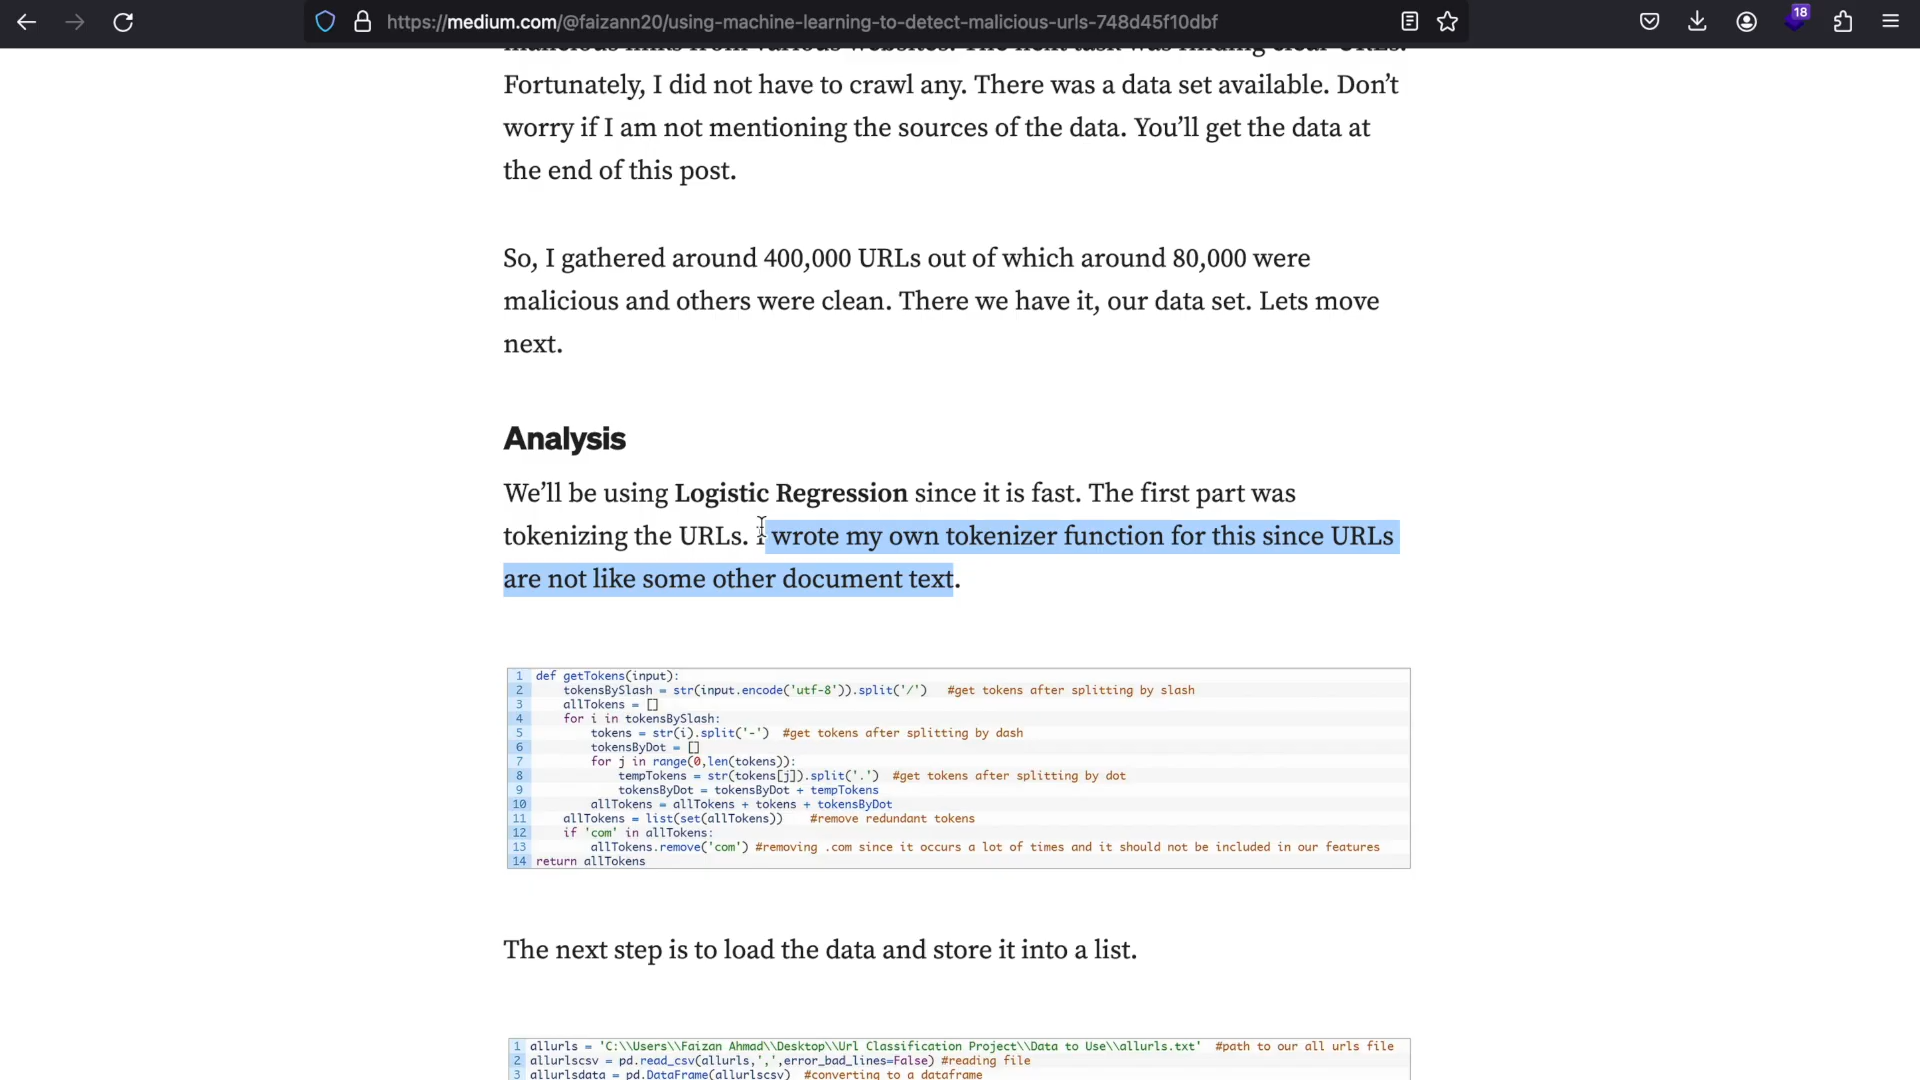 https://medium.com/@faizann20/using-machine-learning-to-detect-malicious-urls-748d45f10dbf
18
malicious links from various websites. The next task was finding clear URLs.
Fortunately, I did not have to crawl any. There was a data set available. Don’t
worry if I am not mentioning the sources of the data. You’ll get the data at
the end of this post.
So, I gathered around 400,000 URLs out of which around 80,000 were
malicious and others were clean. There we have it, our data set. Lets move
next.
Analysis
We’ll be using Logistic Regression since it is fast. The first part was
tokenizing the URLs. I wrote my own tokenizer function for this since URLs
are not like some other document text.
1 def getTokens(input):
2 tokensBySlash = str(input.encode('utf-8')).split('/') #get tokens after splitting by slash
3 allTokens = []
4 for i in tokensBySlash:
5 tokens = str(i).split('-') #get tokens after splitting by dash
6 tokensByDot = []
7 for j in range(0,len(tokens)):
8 tempTokens = str(tokens[j]).split('.') #get tokens after splitting by dot
9 tokensByDot = tokensByDot + tempTokens
10 allTokens = allTokens + tokens + tokensByDot
11 allTokens = list(set(allTokens)) #remove redundant tokens
12 if 'com' in allTokens:
13 allTokens.remove('com') #removing .com since it occurs a lot of times and it should not be included in our features
14 return allTokens
The next step is to load the data and store it into a list.
1 allurls = 'C:\\Users\\Faizan Ahmad\\Desktop\\Url Classification Project\\Data to Use\\allurls.txt' #path to our all urls file
2 allurlscsv = pd.read_csv(allurls,',',error_bad_lines=False) #reading file
3 allurlsdata = pd.DataFrame(allurlscsv) #converting to a dataframe